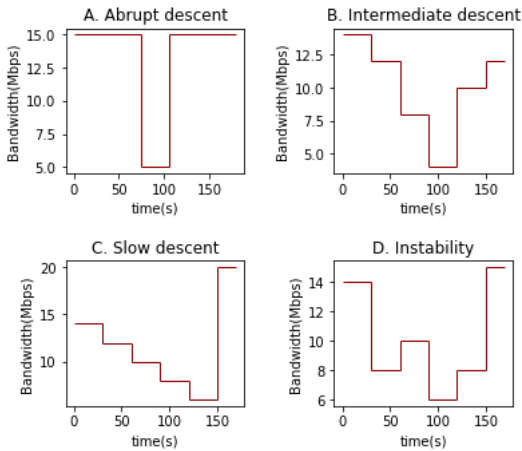 A. Abrupt descent
15.0
12.5
10.0
7.5
5.0
Bandwidth(Mbps)
0 50 100 150
time(s)
B. Intermediate descent
12.5
10.0
7.5
5.0
Bandwidth(Mbps)
0 50 100 150
time(s)
C. Slow descent
20
15
10
Bandwidth(Mbps)
0 50 100 150
time(s)
D. Instability
14
12
10
8
6
Bandwidth(Mbps)
0 50 100 150
time(s)